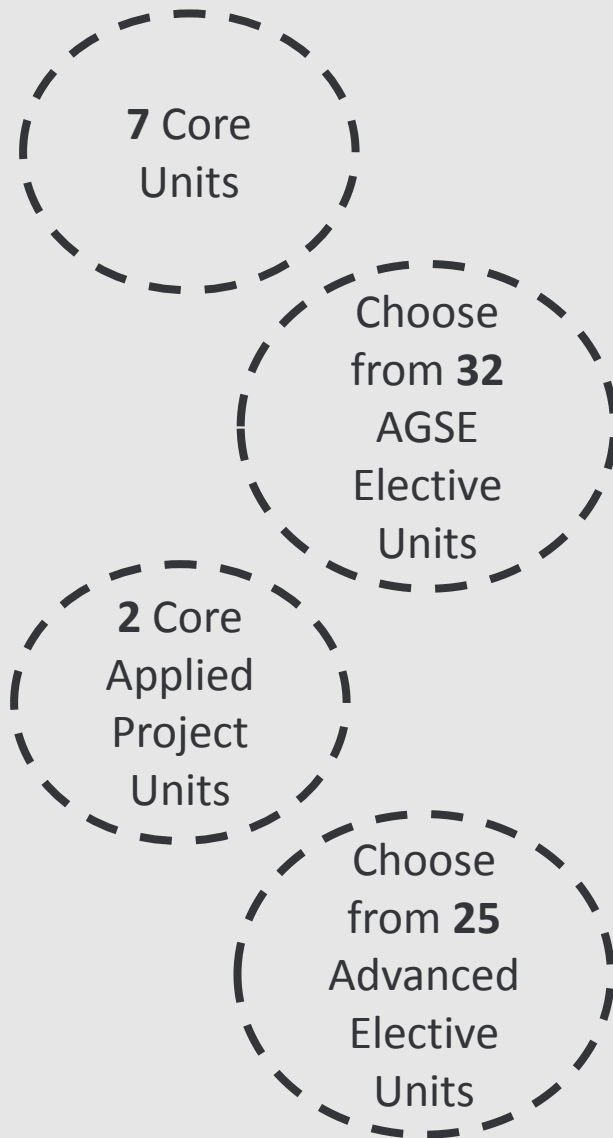 7 Core
Units
Choose
from 32
AGSE
Elective
Units
2 Core
Applied
Project
Units
Choose
from 25
Advanced
Elective
Units